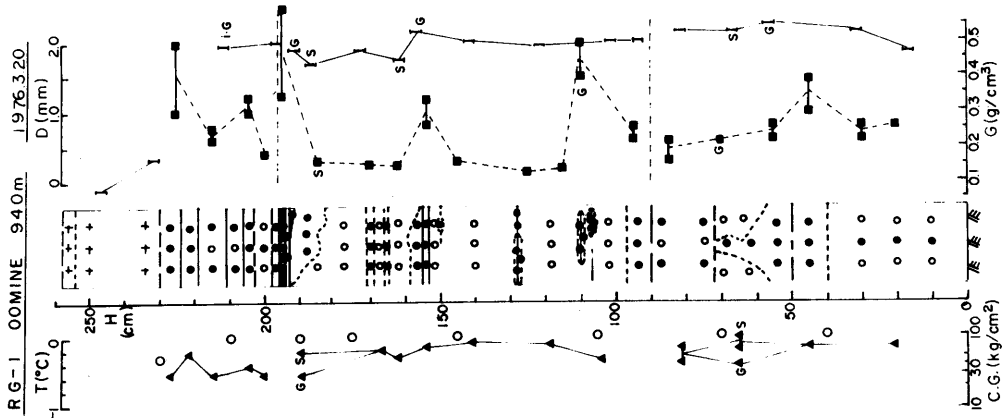 RG-1 OOMINE 940m 1976.3.20
D (mm)
0 1.0 2.0
G (g/cm³)
0.1 0.2 0.3 0.4 0.5
i-G
G
S
S
G
S
G
S
G
G
S
H (cm)
250 200 150 100 50 0
T (°C)
-1 0
C.G. (kg/cm2)
10 30 100
G
S
G
S